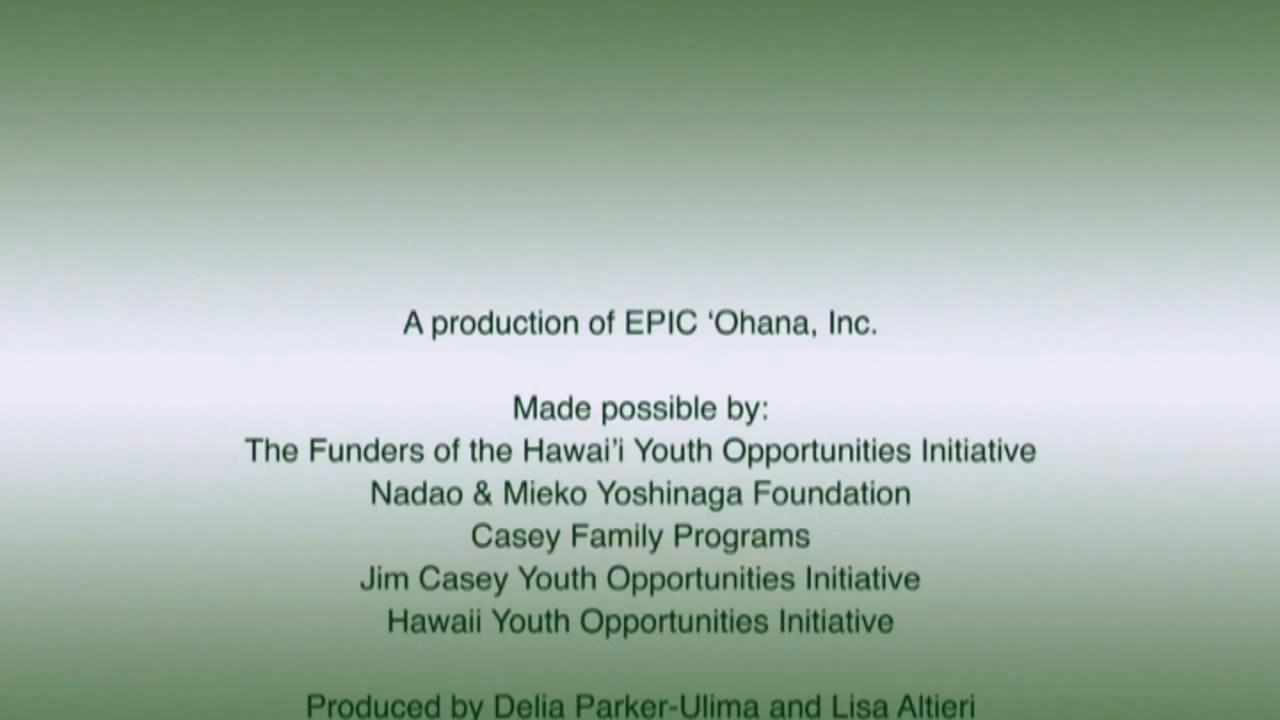 A production of EPIC ‘Ohana, Inc.
Made possible by:
The Funders of the Hawai’i Youth Opportunities Initiative
Nadao & Mieko Yoshinaga Foundation
Casey Family Programs
Jim Casey Youth Opportunities Initiative
Hawaii Youth Opportunities Initiative
Produced by Delia Parker-Ulima and Lisa Altieri